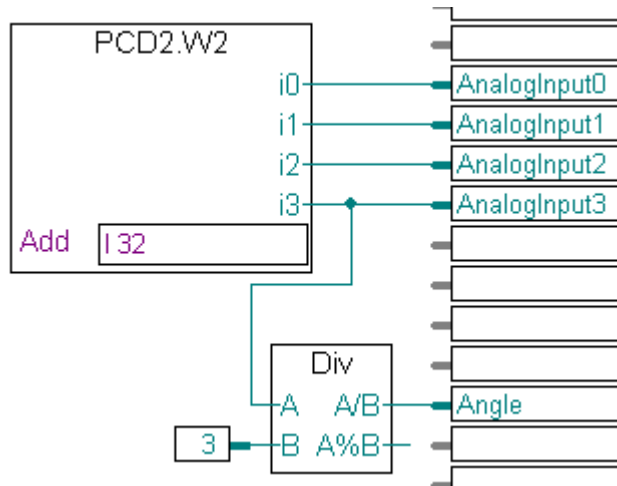 PCD2.W2
i0 AnalogInput0
i1 AnalogInput1
i2 AnalogInput2
i3 AnalogInput3
Add I 32
Div
A A/B Angle
3 B A%B